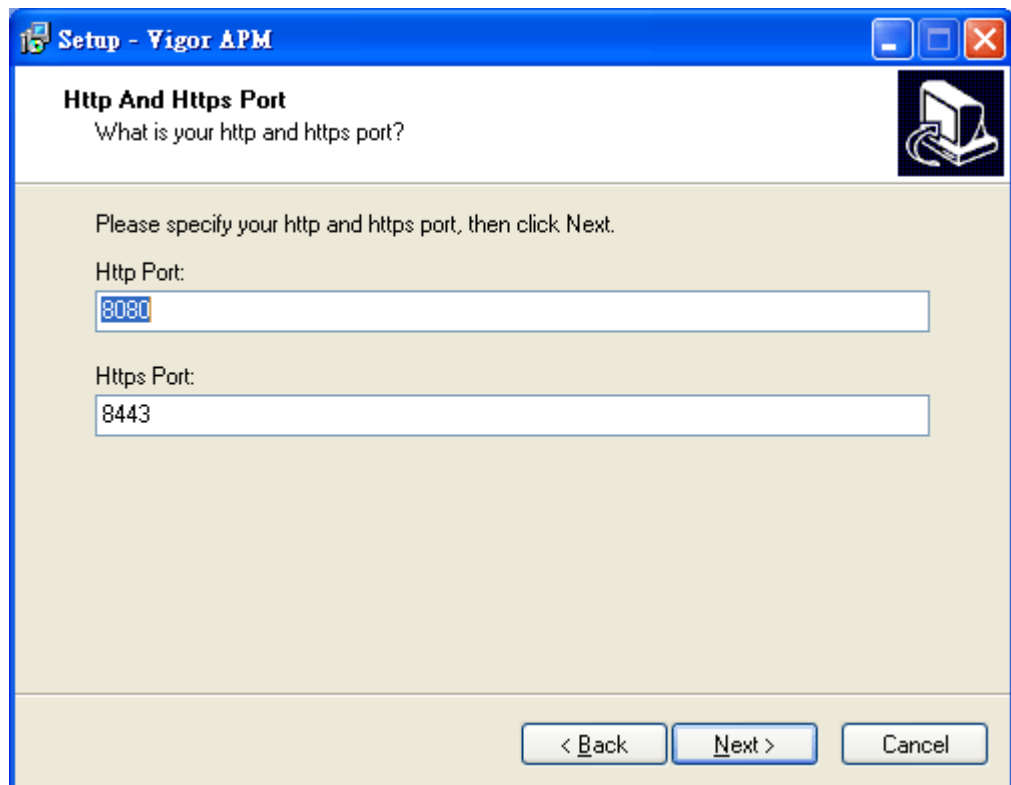 Setup - Vigor APM
Http And Https Port
What is your http and https port?
Please specify your http and https port, then click Next.
Http Port:
8080
Https Port:
8443
< Back Next > Cancel